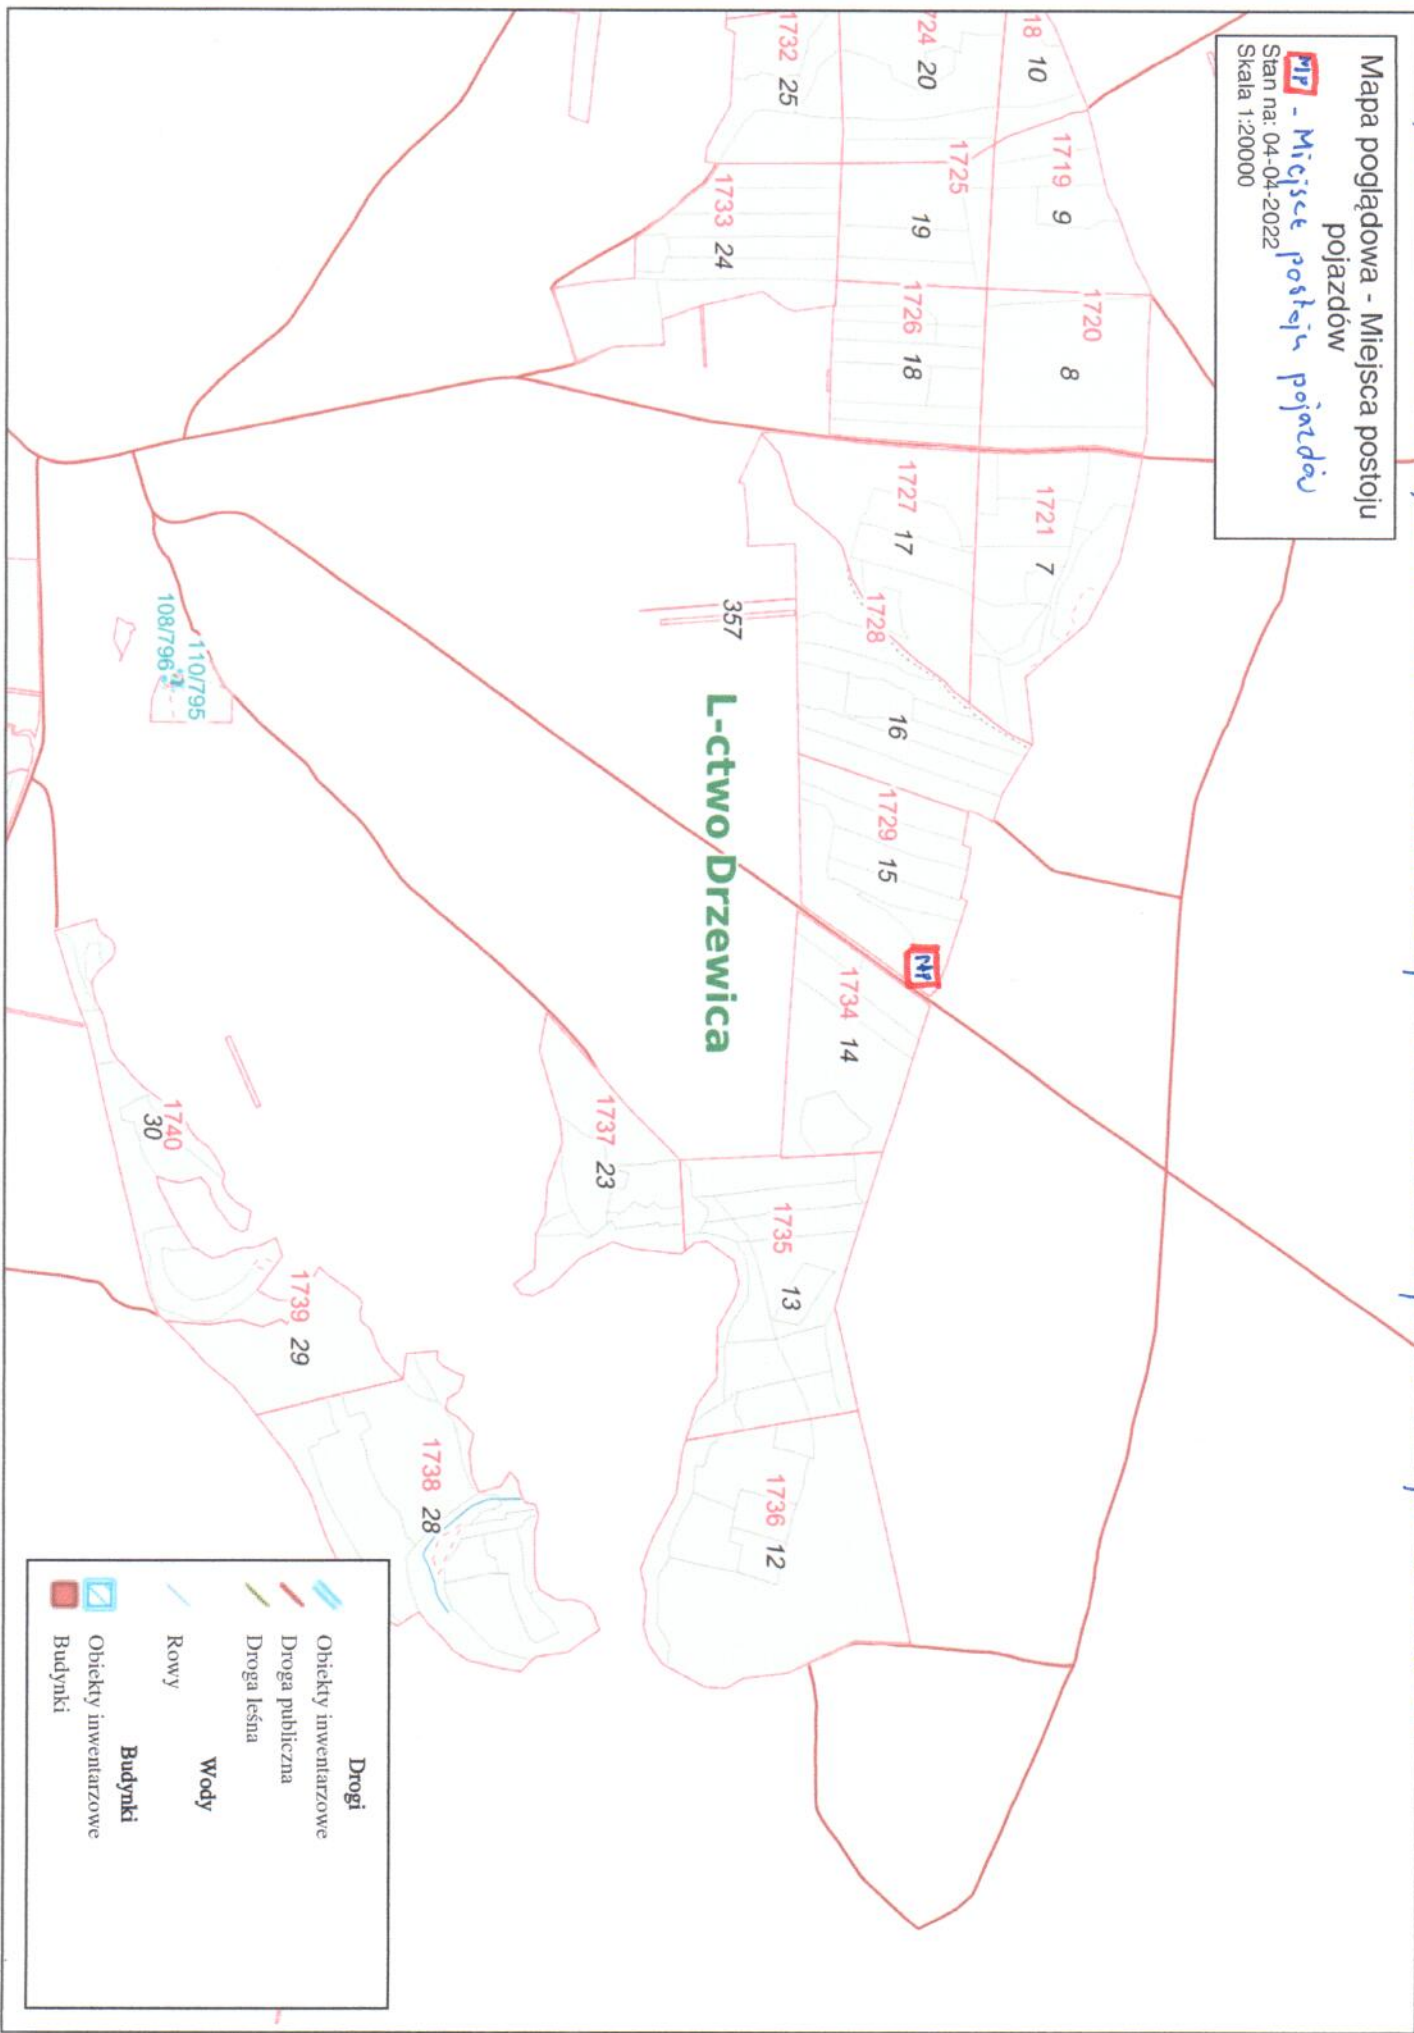 Mapa poglądowa - Miejsca postoju
pojazdów
MP - Miejsce postoju pojazdów
Stan na: 04-04-2022
Skala 1:20000
18 10
1719 9
1720 8
1721 7
724 20
1725 19
1726 18
1727 17
1728 16
1729 15
MP
1732 25
1733 24
357
1734 14
1735 13
1736 12
L-ctwo Drzewica
1737 23
110/795
108/796
1738 28
1739 29
1740 30
Drogi
Obiekty inwentarzowe
Droga publiczna
Droga leśna
Wody
Rowy
Budynki
Obiekty inwentarzowe
Budynki